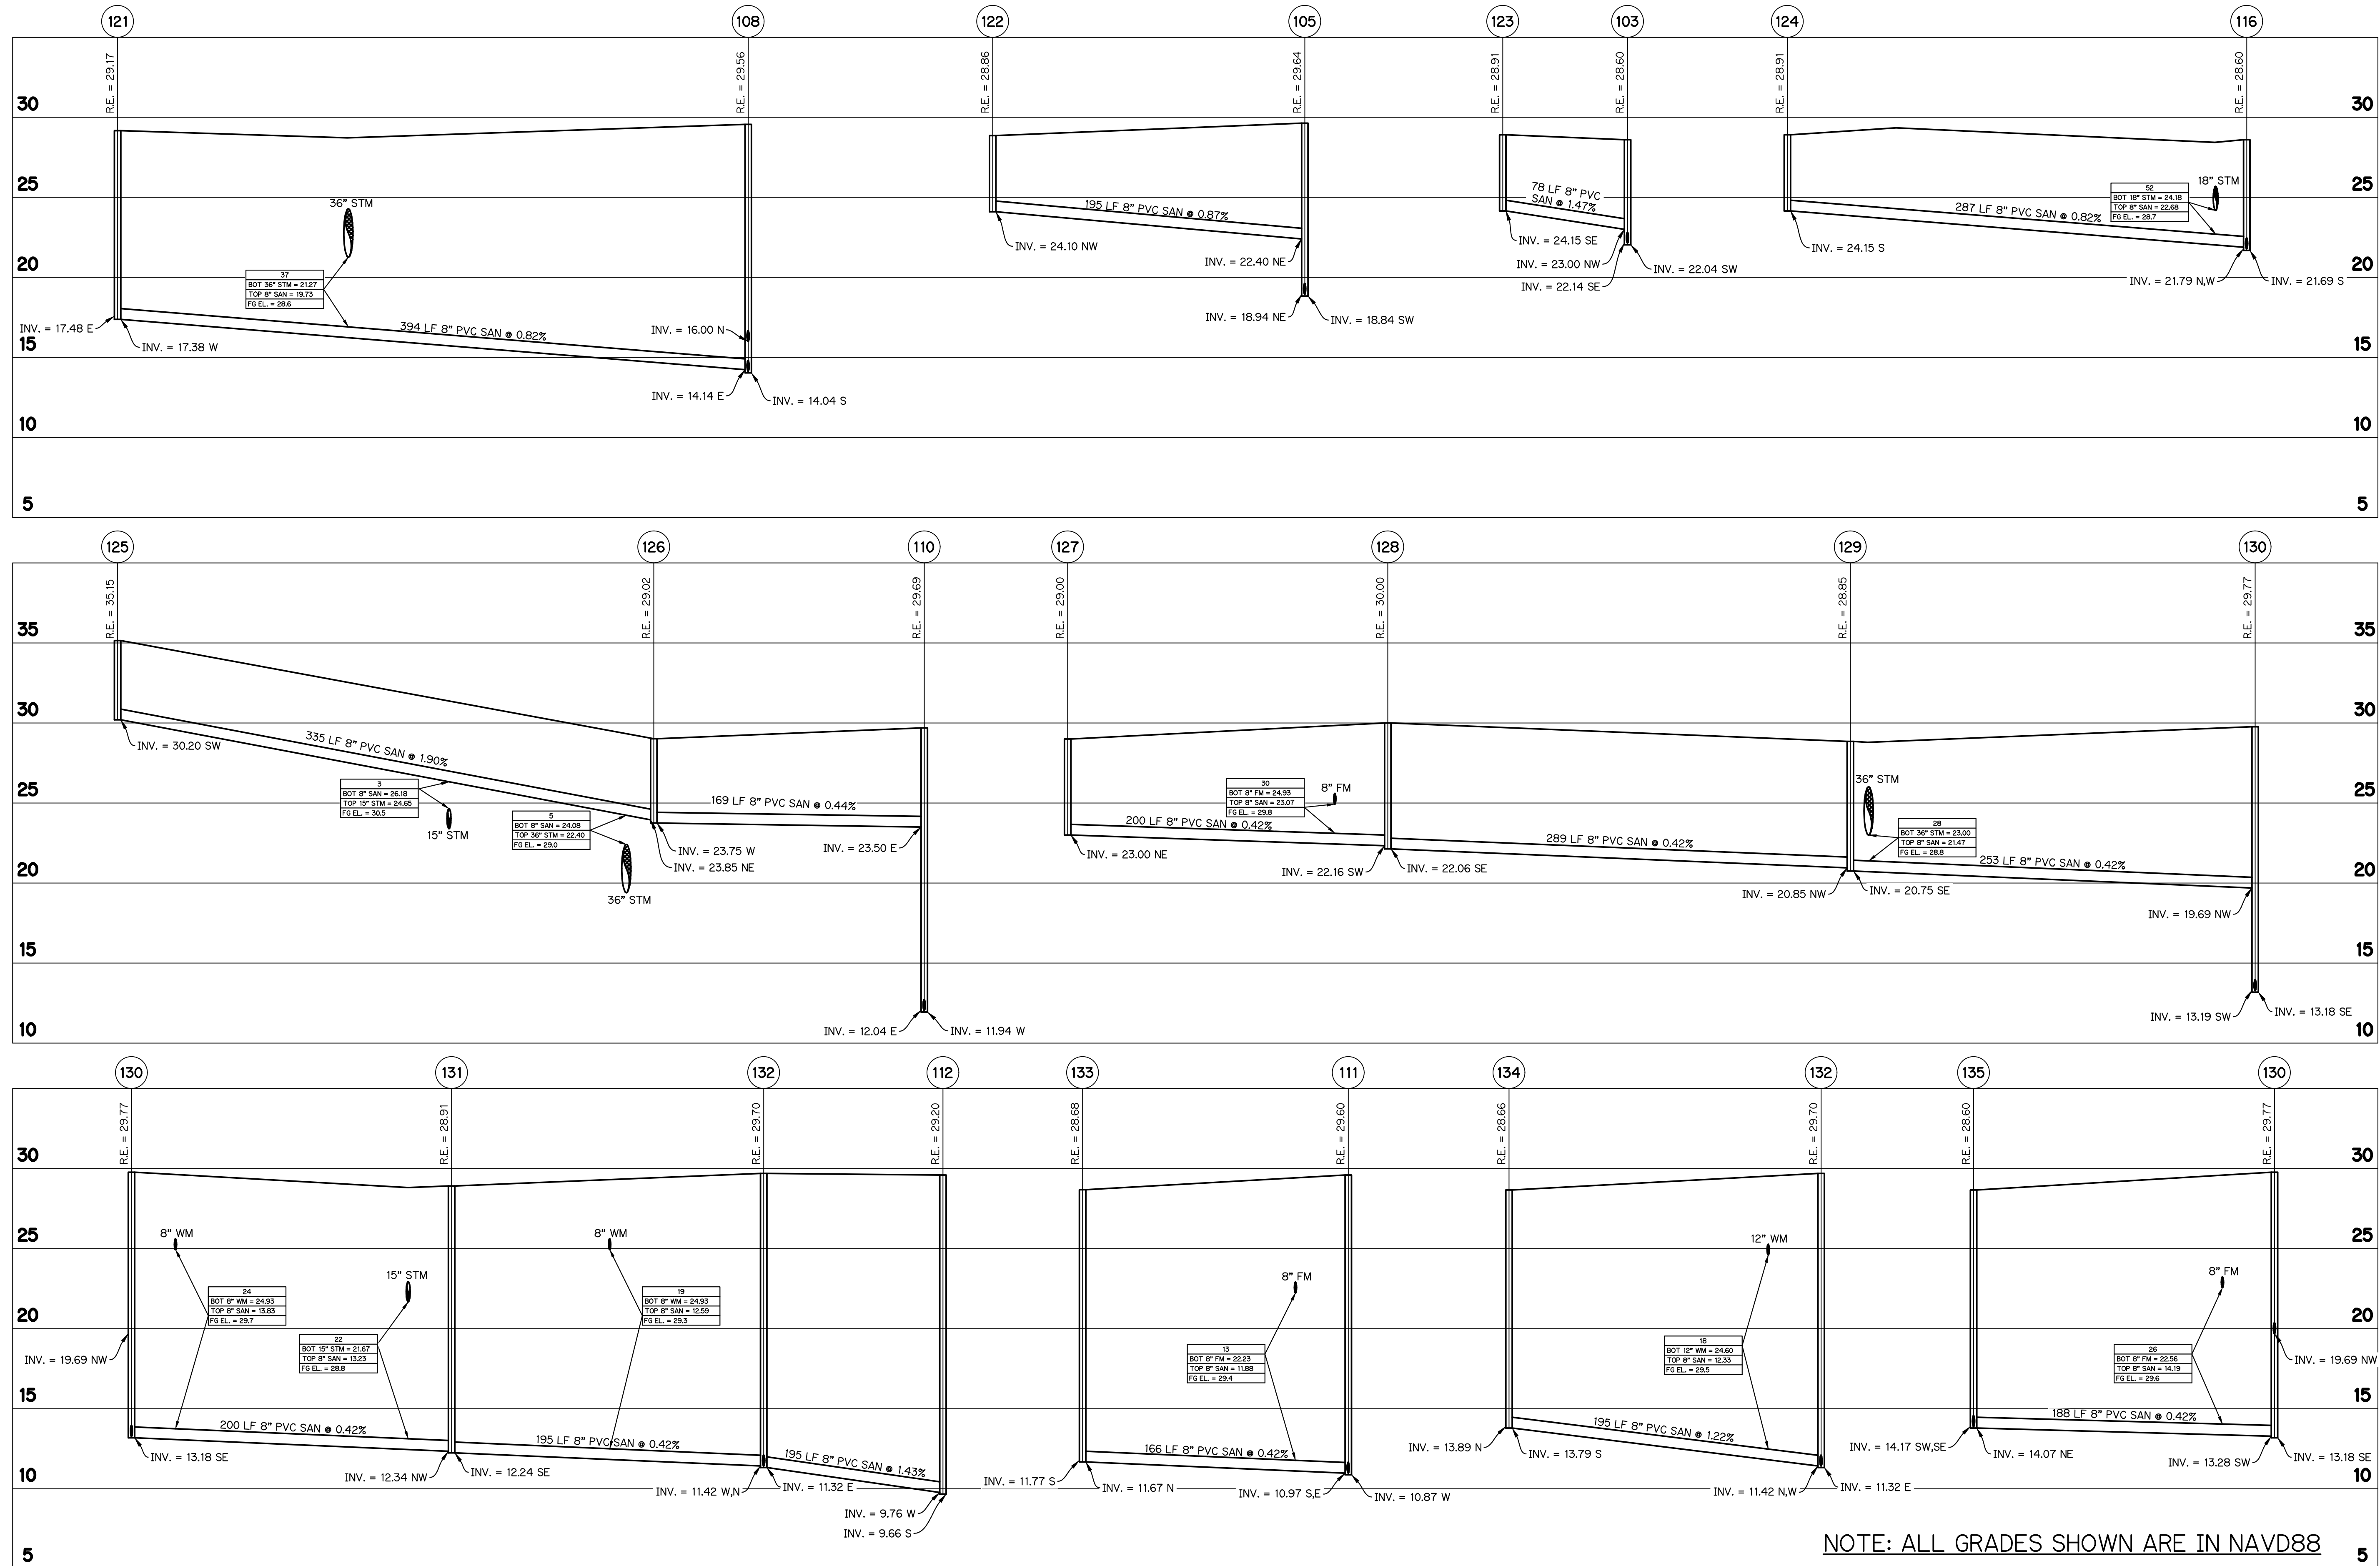 121
108
122
105
123
103
124
116
R.E. = 29.17
R.E. = 29.56
R.E. = 28.86
R.E. = 29.64
R.E. = 28.91
R.E. = 28.60
R.E. = 28.91
R.E. = 28.60
30
30
25
25
20
20
15
15
10
10
5
5
36" STM
37
BOT 36" STM = 21.27
TOP 8" SAN = 19.73
FG EL. = 28.6
394 LF 8" PVC SAN @ 0.82%
INV. = 17.48 E
INV. = 17.38 W
INV. = 16.00 N
INV. = 14.14 E
INV. = 14.04 S
195 LF 8" PVC SAN @ 0.87%
INV. = 24.10 NW
INV. = 22.40 NE
INV. = 18.94 NE
INV. = 18.84 SW
78 LF 8" PVC
SAN @ 1.47%
INV. = 24.15 SE
INV. = 23.00 NW
INV. = 22.14 SE
INV. = 22.04 SW
287 LF 8" PVC SAN @ 0.82%
INV. = 24.15 S
18" STM
52
BOT 18" STM = 24.18
TOP 8" SAN = 22.68
FG EL. = 28.7
INV. = 21.79 N,W
INV. = 21.69 S
125
126
110
127
128
129
130
R.E. = 35.15
R.E. = 29.02
R.E. = 29.69
R.E. = 29.00
R.E. = 30.00
R.E. = 28.85
R.E. = 29.77
35
35
30
30
25
25
20
20
15
15
10
10
INV. = 30.20 SW
335 LF 8" PVC SAN @ 1.90%
3
BOT 8" SAN = 26.18
TOP 15" STM = 24.65
FG EL. = 30.5
15" STM
5
BOT 8" SAN = 24.08
TOP 36" STM = 22.40
FG EL. = 29.0
36" STM
169 LF 8" PVC SAN @ 0.44%
INV. = 23.75 W
INV. = 23.85 NE
INV. = 23.50 E
INV. = 12.04 E
INV. = 11.94 W
200 LF 8" PVC SAN @ 0.42%
INV. = 23.00 NE
30
BOT 8" FM = 24.93
TOP 8" SAN = 23.07
FG EL. = 29.8
8" FM
INV. = 22.16 SW
INV. = 22.06 SE
289 LF 8" PVC SAN @ 0.42%
INV. = 20.85 NW
INV. = 20.75 SE
36" STM
28
BOT 36" STM = 23.00
TOP 8" SAN = 21.47
FG EL. = 28.8
253 LF 8" PVC SAN @ 0.42%
INV. = 19.69 NW
INV. = 13.19 SW
INV. = 13.18 SE
130
131
132
112
133
111
134
132
135
130
R.E. = 29.77
R.E. = 28.91
R.E. = 29.70
R.E. = 29.20
R.E. = 28.68
R.E. = 29.60
R.E. = 28.66
R.E. = 29.70
R.E. = 28.60
R.E. = 29.77
30
30
25
25
20
20
15
15
10
10
5
5
8" WM
24
BOT 8" WM = 24.93
TOP 8" SAN = 13.83
FG EL. = 29.7
15" STM
22
BOT 15" STM = 21.67
TOP 8" SAN = 13.23
FG EL. = 28.8
INV. = 19.69 NW
200 LF 8" PVC SAN @ 0.42%
INV. = 13.18 SE
INV. = 12.34 NW
INV. = 12.24 SE
8" WM
19
BOT 8" WM = 24.93
TOP 8" SAN = 12.59
FG EL. = 29.3
195 LF 8" PVC SAN @ 0.42%
INV. = 11.42 W,N
INV. = 11.32 E
195 LF 8" PVC SAN @ 1.43%
INV. = 9.76 W
INV. = 9.66 S
8" FM
13
BOT 8" FM = 22.23
TOP 8" SAN = 11.88
FG EL. = 29.4
166 LF 8" PVC SAN @ 0.42%
INV. = 11.77 S
INV. = 11.67 N
INV. = 10.97 S,E
INV. = 10.87 W
12" WM
18
BOT 12" WM = 24.60
TOP 8" SAN = 12.33
FG EL. = 29.5
195 LF 8" PVC SAN @ 1.22%
INV. = 13.89 N
INV. = 13.79 S
INV. = 11.42 N,W
INV. = 11.32 E
8" FM
26
BOT 8" FM = 22.56
TOP 8" SAN = 14.19
FG EL. = 29.6
188 LF 8" PVC SAN @ 0.42%
INV. = 14.17 SW,SE
INV. = 14.07 NE
INV. = 19.69 NW
INV. = 13.28 SW
INV. = 13.18 SE
NOTE: ALL GRADES SHOWN ARE IN NAVD88